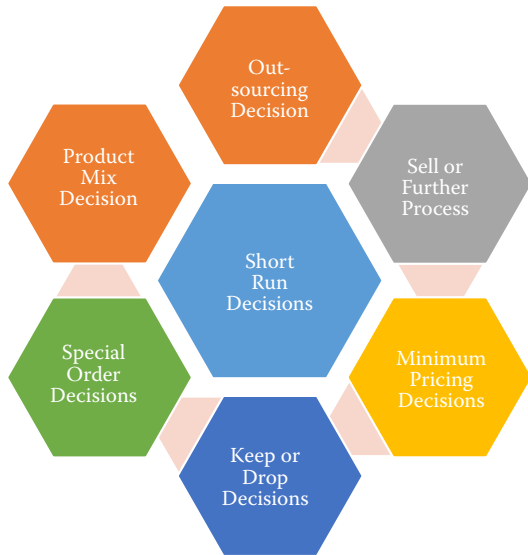 Out-
sourcing
Decision
Product
Mix
Decision
Sell or
Further
Process
Short
Run
Decisions
Special
Order
Decisions
Minimum
Pricing
Decisions
Keep or
Drop
Decisions